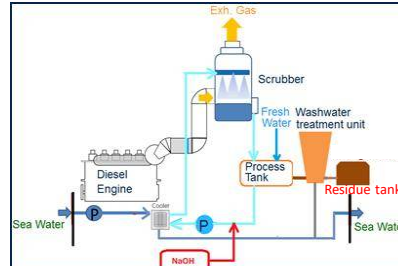 Exh. Gas
Scrubber
Fresh
Water
Washwater
treatment unit
Diesel
Engine
Process
Tank
Residue tank
Cooler
P
P
Sea Water
Sea Wate
NaOH